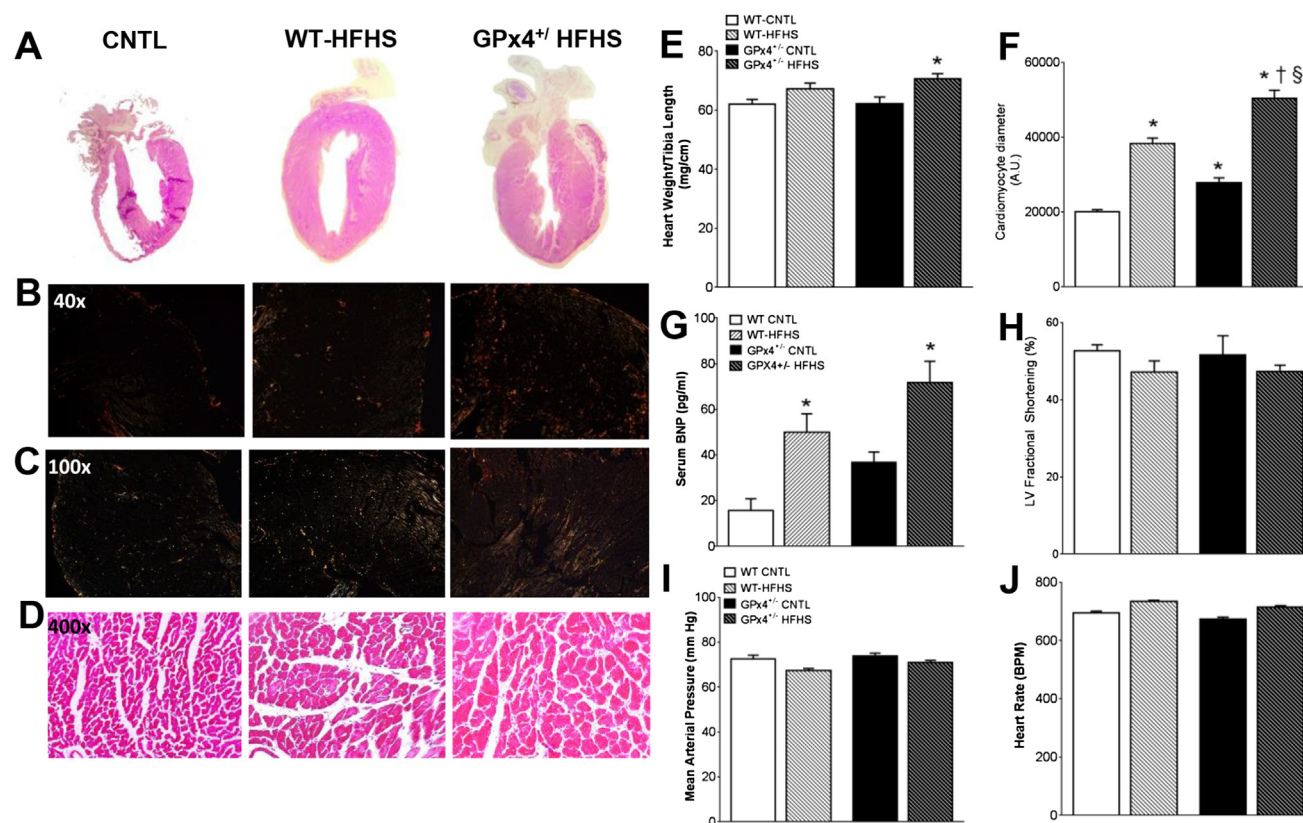 A
CNTL
WT-HFHS
GPx4+/ HFHS
B
40x
C
100x
D
400x
E
WT-CNTL
WT-HFHS
GPx4+/- CNTL
GPx4+/- HFHS
Heart Weight/Tibia Length
(mg/cm)
80
60
40
20
0
*
F
Cardiomyocyte diameter
(A.U.)
60000
40000
20000
0
*
*
* † §
G
WT CNTL
WT-HFHS
GPx4+/- CNTL
GPX4+/- HFHS
Serum BNP (pg/ml)
100
80
60
40
20
0
*
*
H
LV Fractional Shortening (%)
60
40
20
0
I
WT CNTL
WT-HFHS
GPx4+/- CNTL
GPx4+/- HFHS
Mean Arterial Pressure (mm Hg)
100
80
60
40
20
0
J
Heart Rate (BPM)
800
600
400
200
0